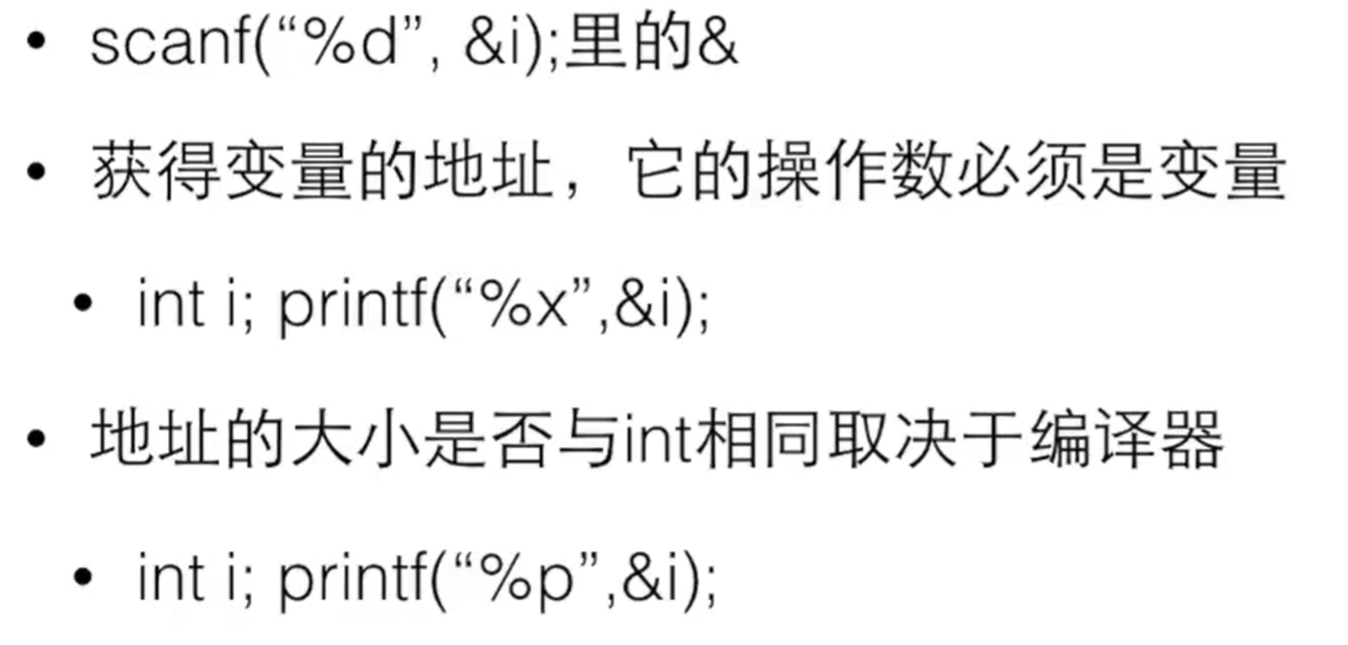 • scanf(“%d”, &i);里的&
• 获得变量的地址，它的操作数必须是变量
• int i; printf(“%x”,&i);
• 地址的大小是否与int相同取决于编译器
• int i; printf(“%p”,&i);